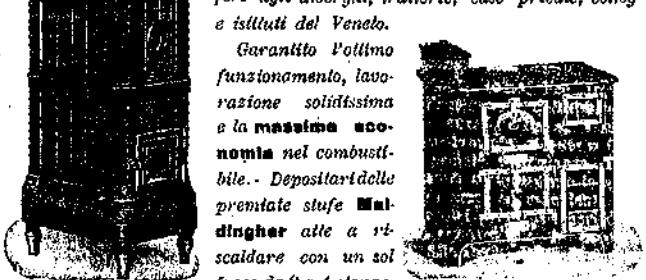 e istituti del Veneto.
Garantito l'ottimo
funzionamento, lavo-
razione solidissima
e la massima eco-
nomia nel combusti-
bile.- Depositari delle
premiate stufe Mei-
dingher atte a ri-
scaldare con un sol